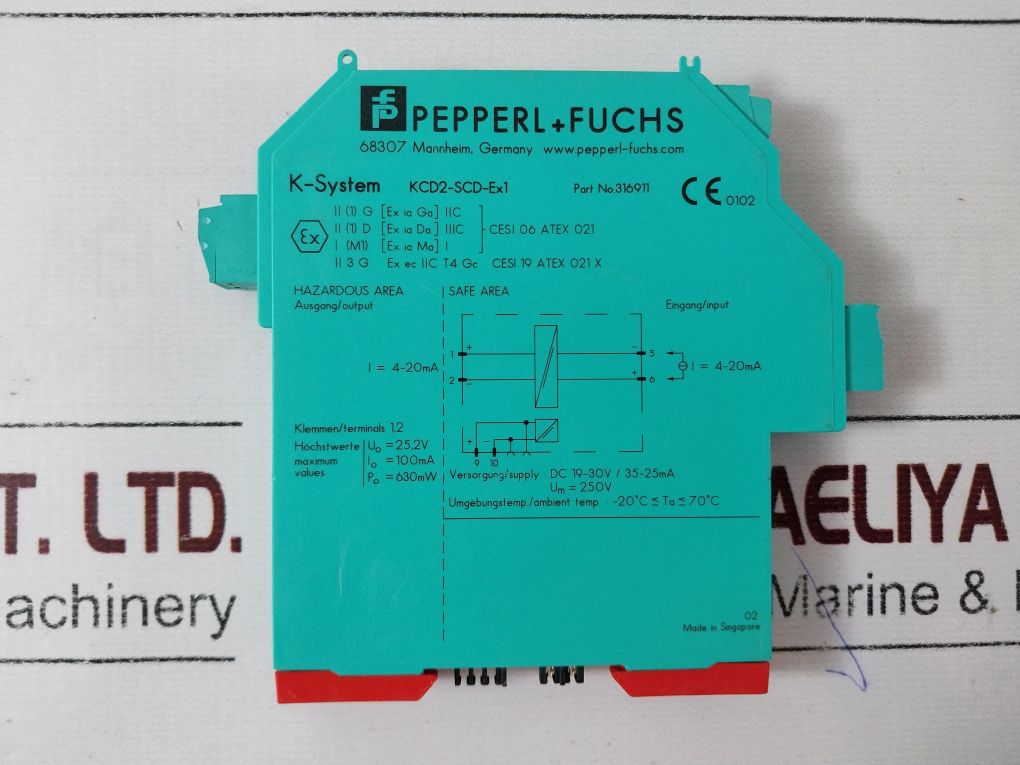 fp PEPPERL+FUCHS
68307 Mannheim, Germany www.pepperl-fuchs.com
K-System KCD2-SCD-Ex1 Part No.316911 CE 0102
Ex
II (1) G [Ex ia Ga] IIC
II (1) D [Ex ia Da] IIIC CESI 06 ATEX 021
I (M1) [Ex ia Ma] I
II 3 G Ex ec IIC T4 Gc CESI 19 ATEX 021 X
HAZARDOUS AREA SAFE AREA
Ausgang/output Eingang/input
1 + - 5
I = 4-20mA I = 4-20mA
2 - + 6
Klemmen/terminals 1,2
Höchstwerte U₀ = 25,2V
maximum I₀ = 100mA
values P₀ = 630mW
+ -
9 10
Versorgung/supply : DC 19-30V / 35-25mA
Um = 250V
Umgebungstemp./ambient temp. : -20°C ≤ Ta ≤ 70°C
02
Made in Singapore
T. LTD. AELIYA
achinery Marine &